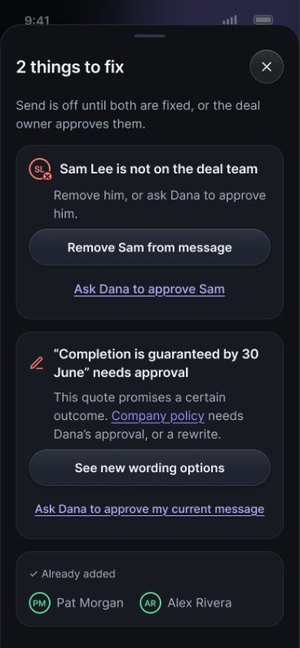 9:41
2 things to fix
Send is off until both are fixed, or the deal
owner approves them.
SL
Sam Lee is not on the deal team
Remove him, or ask Dana to approve
him.
Remove Sam from message
Ask Dana to approve Sam
“Completion is guaranteed by 30
June” needs approval
This quote promises a certain
outcome. Company policy needs
Dana’s approval, or a rewrite.
See new wording options
Ask Dana to approve my current message
✓ Already added
PM Pat Morgan AR Alex Rivera